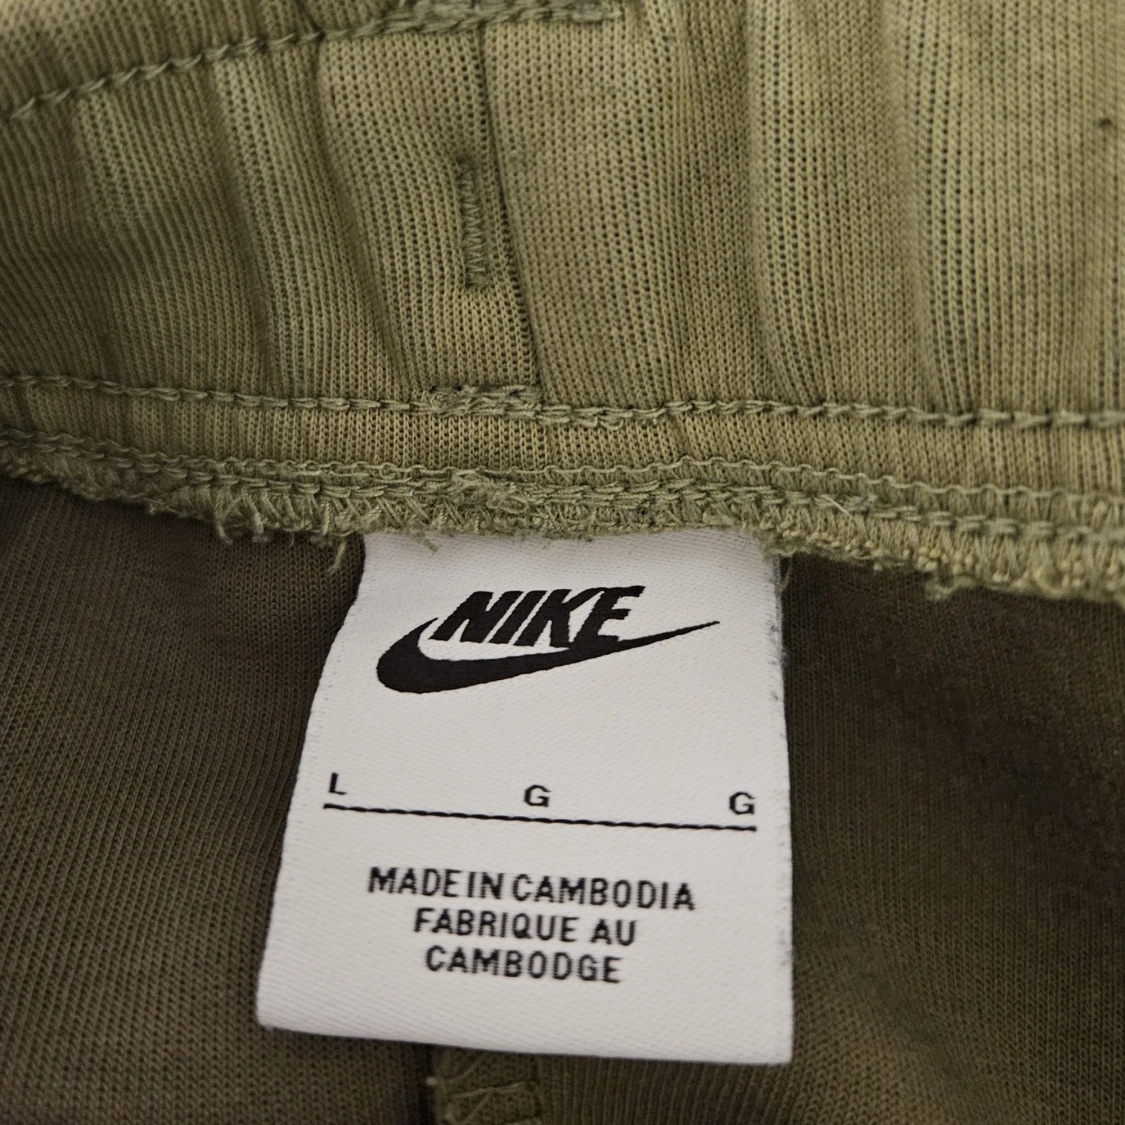 NIKE
L G G
MADE IN CAMBODIA
FABRIQUE AU
CAMBODGE